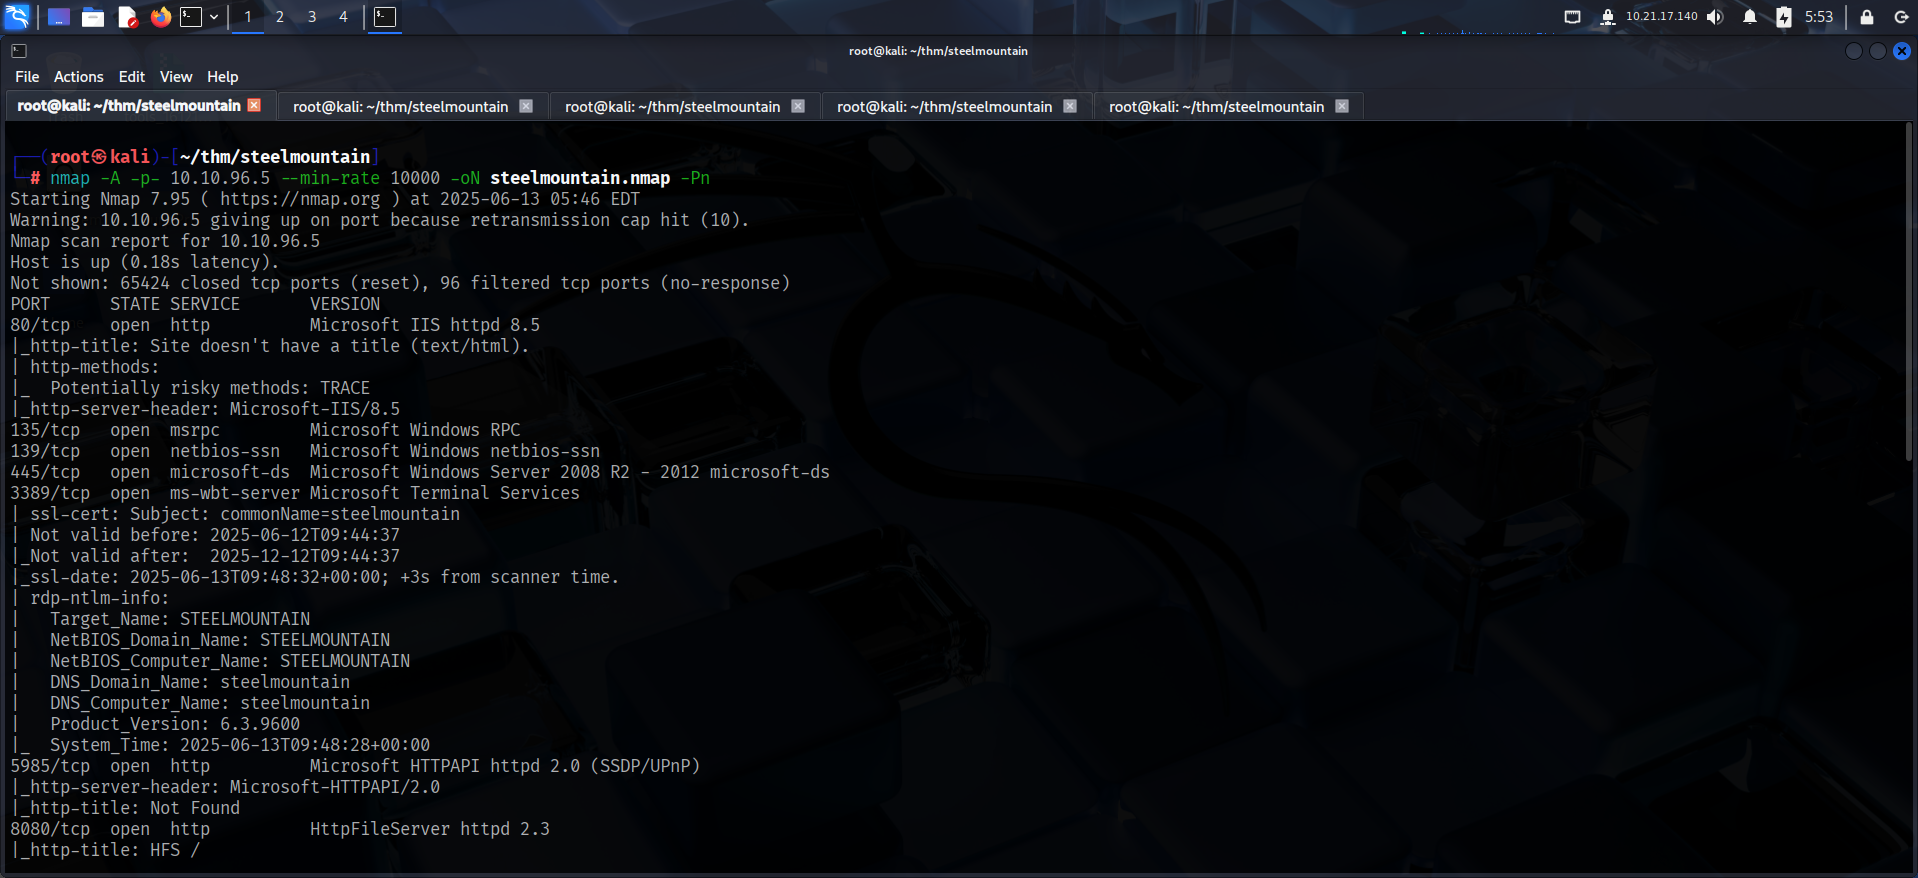 1 2 3 4 10.21.17.140 5:53
root@kali: ~/thm/steelmountain
File Actions Edit View Help
root@kali: ~/thm/steelmountain root@kali: ~/thm/steelmountain root@kali: ~/thm/steelmountain root@kali: ~/thm/steelmountain root@kali: ~/thm/steelmountain
┌──(root㉿kali)-[~/thm/steelmountain]
└─# nmap -A -p- 10.10.96.5 --min-rate 10000 -oN steelmountain.nmap -Pn
Starting Nmap 7.95 ( https://nmap.org ) at 2025-06-13 05:46 EDT
Warning: 10.10.96.5 giving up on port because retransmission cap hit (10).
Nmap scan report for 10.10.96.5
Host is up (0.18s latency).
Not shown: 65424 closed tcp ports (reset), 96 filtered tcp ports (no-response)
PORT      STATE SERVICE       VERSION
80/tcp    open  http          Microsoft IIS httpd 8.5
|_http-title: Site doesn't have a title (text/html).
| http-methods:
|_  Potentially risky methods: TRACE
|_http-server-header: Microsoft-IIS/8.5
135/tcp   open  msrpc         Microsoft Windows RPC
139/tcp   open  netbios-ssn   Microsoft Windows netbios-ssn
445/tcp   open  microsoft-ds  Microsoft Windows Server 2008 R2 - 2012 microsoft-ds
3389/tcp  open  ms-wbt-server Microsoft Terminal Services
| ssl-cert: Subject: commonName=steelmountain
| Not valid before: 2025-06-12T09:44:37
|_Not valid after:  2025-12-12T09:44:37
|_ssl-date: 2025-06-13T09:48:32+00:00; +3s from scanner time.
| rdp-ntlm-info:
|   Target_Name: STEELMOUNTAIN
|   NetBIOS_Domain_Name: STEELMOUNTAIN
|   NetBIOS_Computer_Name: STEELMOUNTAIN
|   DNS_Domain_Name: steelmountain
|   DNS_Computer_Name: steelmountain
|   Product_Version: 6.3.9600
|_  System_Time: 2025-06-13T09:48:28+00:00
5985/tcp  open  http          Microsoft HTTPAPI httpd 2.0 (SSDP/UPnP)
|_http-server-header: Microsoft-HTTPAPI/2.0
|_http-title: Not Found
8080/tcp  open  http          HttpFileServer httpd 2.3
|_http-title: HFS /